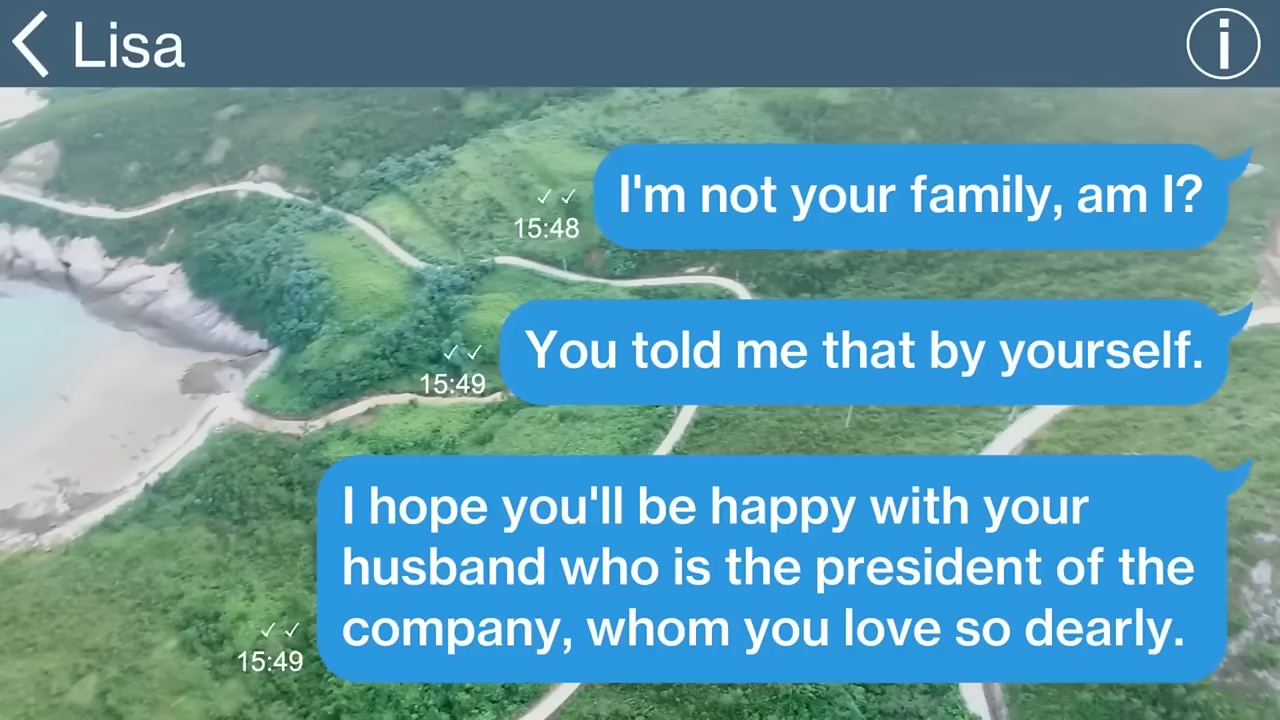 Lisa
I'm not your family, am I?
15:48
You told me that by yourself.
15:49
I hope you'll be happy with your
husband who is the president of the
company, whom you love so dearly.
15:49